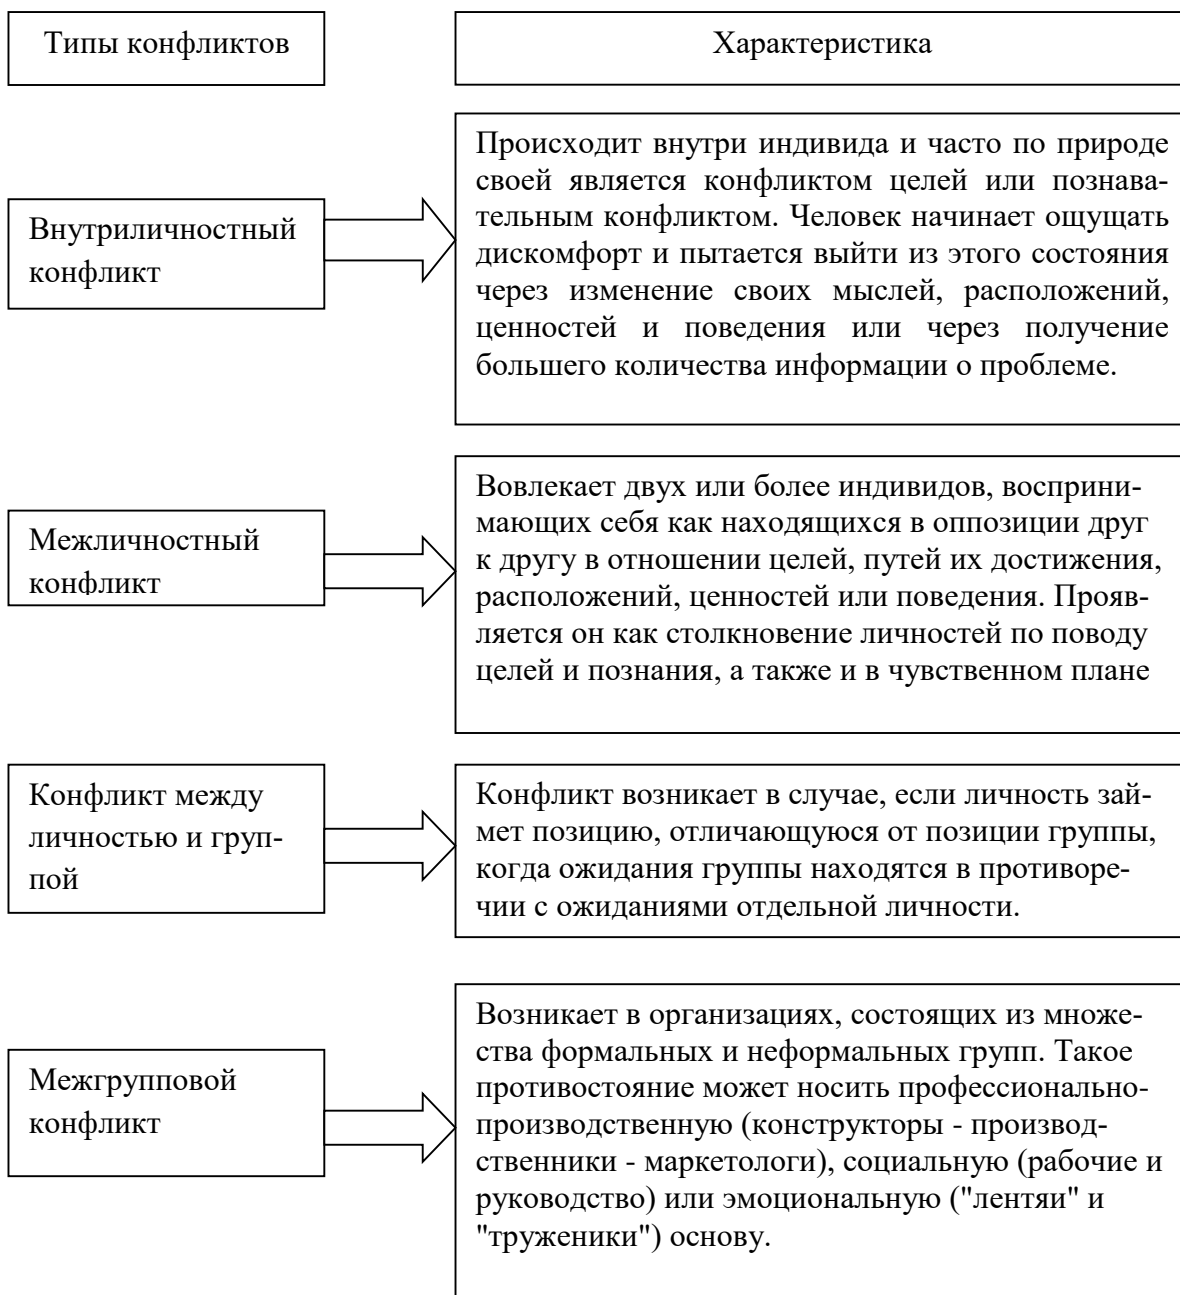 Типы конфликтов
Характеристика
Внутриличностный
конфликт
Происходит внутри индивида и часто по природе
своей является конфликтом целей или познава-
тельным конфликтом. Человек начинает ощущать
дискомфорт и пытается выйти из этого состояния
через изменение своих мыслей, расположений,
ценностей и поведения или через получение
большего количества информации о проблеме.
Межличностный
конфликт
Вовлекает двух или более индивидов, восприни-
мающих себя как находящихся в оппозиции друг
к другу в отношении целей, путей их достижения,
расположений, ценностей или поведения. Прояв-
ляется он как столкновение личностей по поводу
целей и познания, а также и в чувственном плане
Конфликт между
личностью и груп-
пой
Конфликт возникает в случае, если личность зай-
мет позицию, отличающуюся от позиции группы,
когда ожидания группы находятся в противоре-
чии с ожиданиями отдельной личности.
Межгрупповой
конфликт
Возникает в организациях, состоящих из множе-
ства формальных и неформальных групп. Такое
противостояние может носить профессионально-
производственную (конструкторы - производ-
ственники - маркетологи), социальную (рабочие и
руководство) или эмоциональную ("лентяи" и
"труженики") основу.